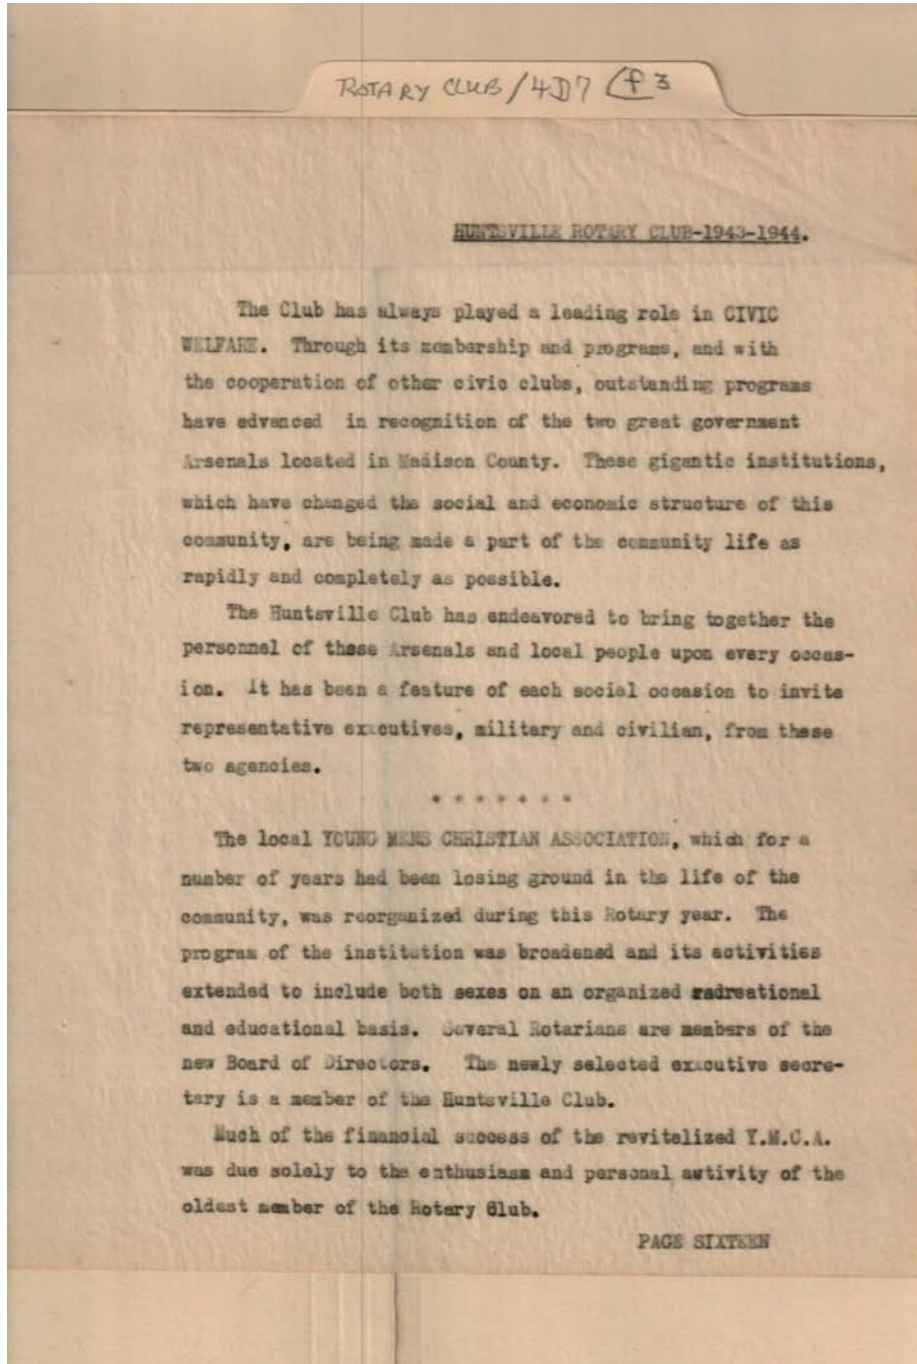 ROTARY CLUB/4D7 f3
HUNTSVILLE ROTARY CLUB-1943-1944.
The Club has always played a leading role in CIVIC
WELFARE. Through its membership and programs, and with
the cooperation of other civic clubs, outstanding programs
have advanced in recognition of the two great government
Arsenals located in Madison County. These gigantic institutions,
which have changed the social and economic structure of this
community, are being made a part of the community life as
rapidly and completely as possible.
The Huntsville Club has endeavored to bring together the
personnel of these Arsenals and local people upon every occas-
ion. It has been a feature of each social occasion to invite
representative executives, military and civilian, from these
two agencies.
* * * * * * *
The local YOUNG MENS CHRISTIAN ASSOCIATION, which for a
number of years had been losing ground in the life of the
community, was reorganized during this Rotary year. The
program of the institution was broadened and its activities
extended to include both sexes on an organized radreational
and educational basis. Several Rotarians are members of the
new Board of Directors. The newly selected executive secre-
tary is a member of the Huntsville Club.
Much of the financial success of the revitalized Y.M.C.A.
was due solely to the enthusiasm and personal avtivity of the
oldest member of the Rotary Club.
PAGE SIXTEEN